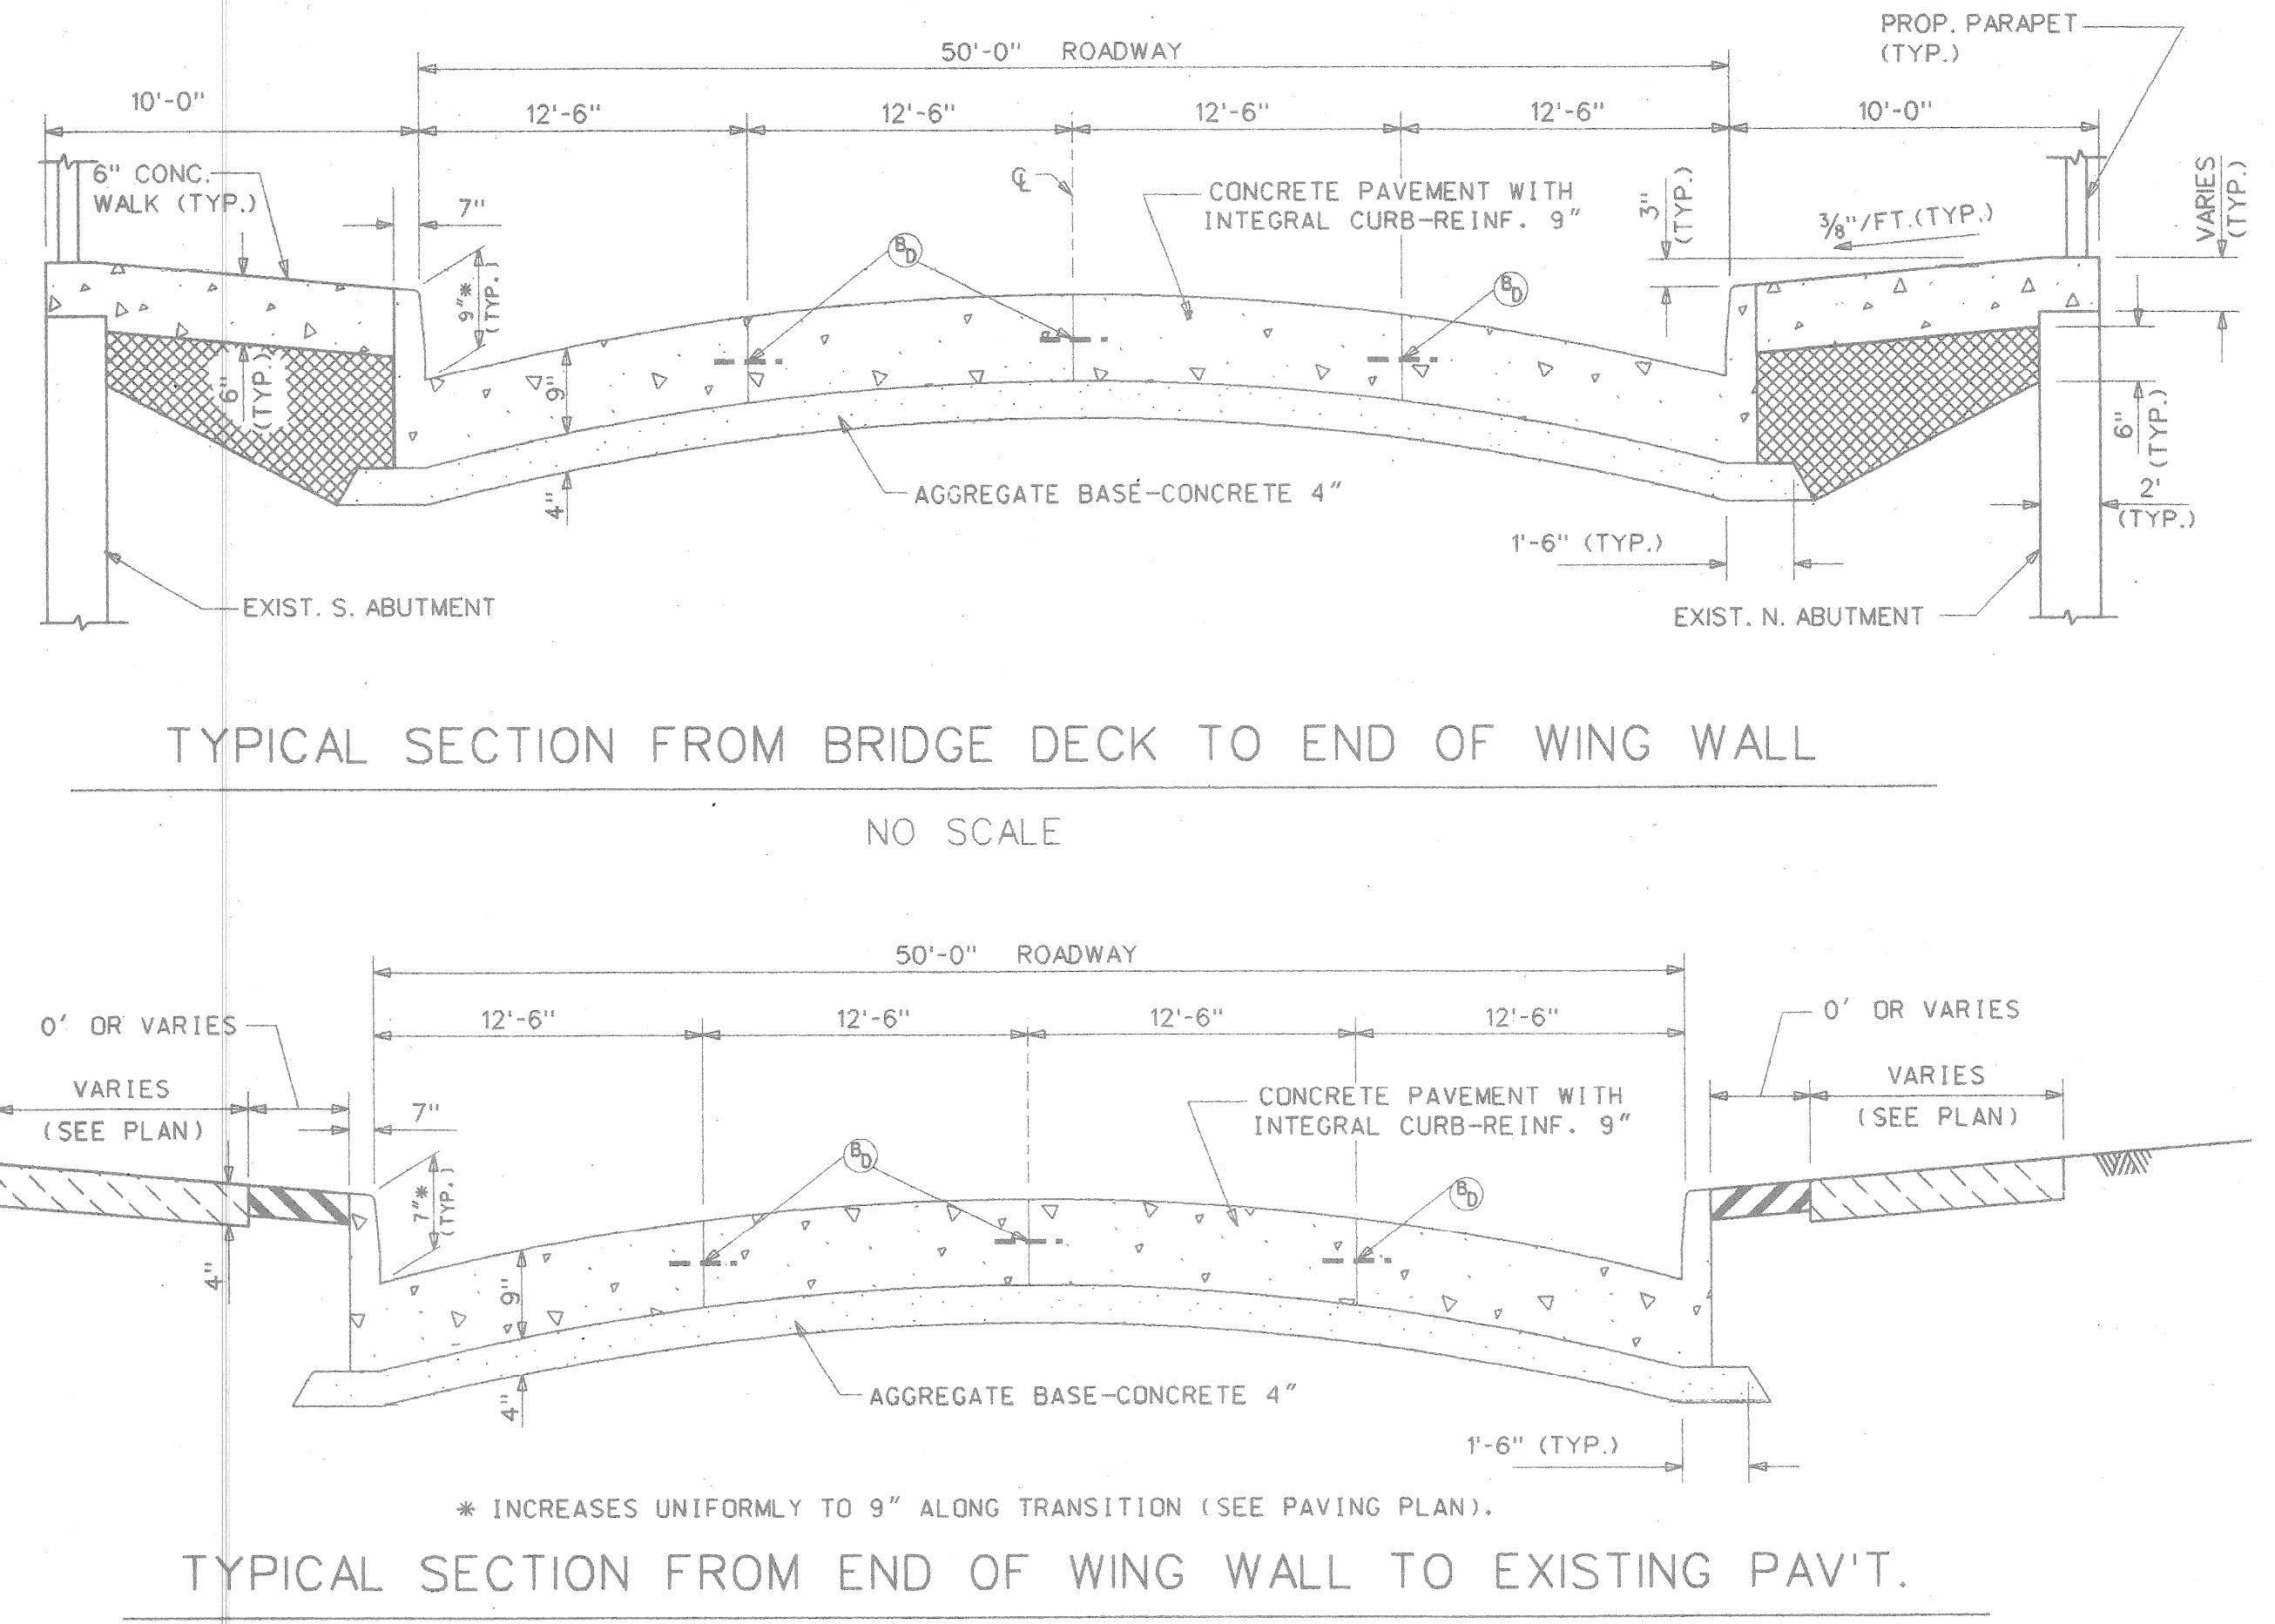 50'-0" ROADWAY
PROP. PARAPET
(TYP.)
10'-0"
12'-6"
12'-6"
12'-6"
12'-6"
10'-0"
6" CONC.
WALK (TYP.)
7"
℄
CONCRETE PAVEMENT WITH
INTEGRAL CURB-REINF. 9"
3"
(TYP.)
3/8"/FT.(TYP.)
VARIES
(TYP.)
9"*
(TYP.)
BD
BD
6"
(TYP.)
9"
4"
AGGREGATE BASE-CONCRETE 4"
6"
(TYP.)
2'
(TYP.)
1'-6" (TYP.)
EXIST. S. ABUTMENT
EXIST. N. ABUTMENT
TYPICAL SECTION FROM BRIDGE DECK TO END OF WING WALL
NO SCALE
50'-0" ROADWAY
0' OR VARIES
12'-6"
12'-6"
12'-6"
12'-6"
0' OR VARIES
VARIES
(SEE PLAN)
7"
CONCRETE PAVEMENT WITH
INTEGRAL CURB-REINF. 9"
VARIES
(SEE PLAN)
7"*
(TYP.)
BD
BD
4"
9"
4"
AGGREGATE BASE-CONCRETE 4"
1'-6" (TYP.)
* INCREASES UNIFORMLY TO 9" ALONG TRANSITION (SEE PAVING PLAN).
TYPICAL SECTION FROM END OF WING WALL TO EXISTING PAV'T.